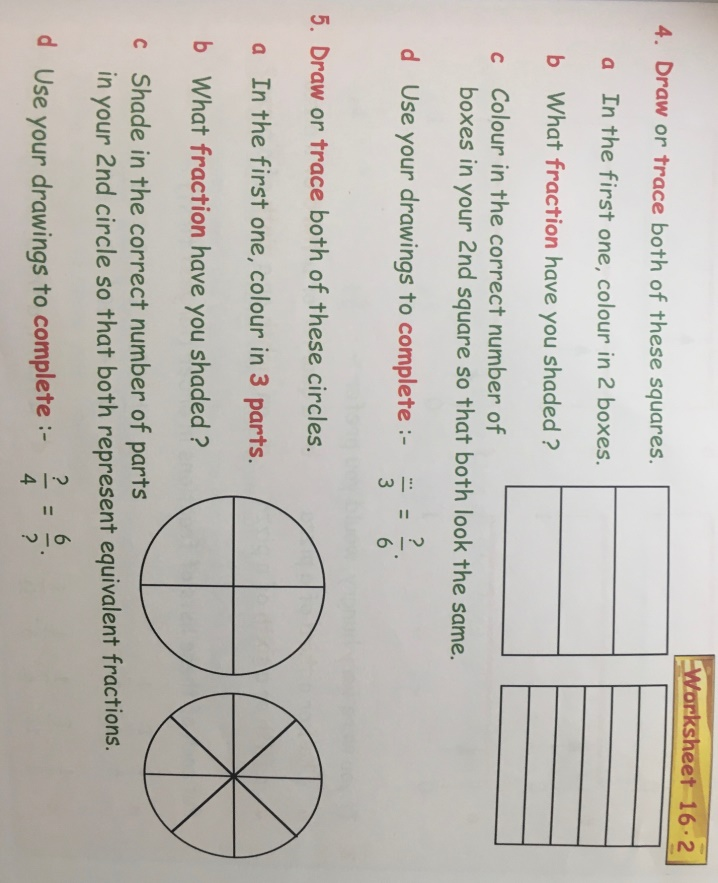 Worksheet 16·2
4. Draw or trace both of these squares.
a In the first one, colour in 2 boxes.
b What fraction have you shaded ?
c Colour in the correct number of
boxes in your 2nd square so that both look the same.
d Use your drawings to complete :- .../3 = ?/6.
5. Draw or trace both of these circles.
a In the first one, colour in 3 parts.
b What fraction have you shaded ?
c Shade in the correct number of parts
in your 2nd circle so that both represent equivalent fractions.
d Use your drawings to complete :- ?/4 = 6/?.